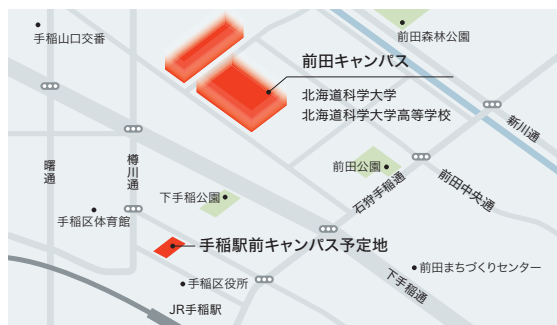 手稲山口交番
前田森林公園
前田キャンパス
北海道科学大学
北海道科学大学高等学校
新川通
曙通
樽川通
前田公園
石狩手稲通
前田中央通
下手稲公園
手稲区体育館
手稲駅前キャンパス予定地
前田まちづくりセンター
手稲区役所
下手稲通
JR手稲駅